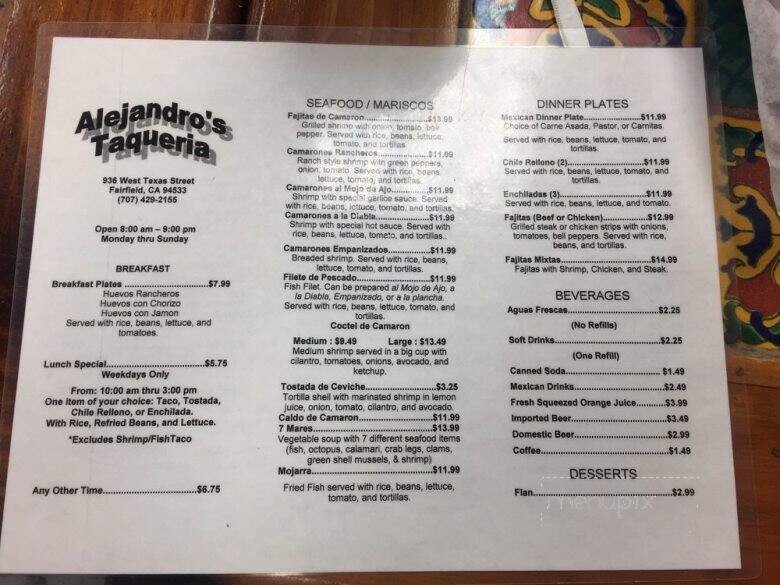 Alejandro's
Taqueria
936 West Texas Street
Fairfield, CA 94533
(707) 429-2155
Open 8:00 am – 9:00 pm
Monday thru Sunday
BREAKFAST
Breakfast Plates ....................$7.99
Huevos Rancheros
Huevos con Chorizo
Huevos con Jamon
Served with rice, beans, lettuce, and
tomatoes.
Lunch Special.........................$5.75
Weekdays Only
From: 10:00 am thru 3:00 pm
One item of your choice: Taco, Tostada,
Chile Relleno, or Enchilada.
With Rice, Refried Beans, and Lettuce.
*Excludes Shrimp/FishTaco
Any Other Time.......................$6.75
SEAFOOD / MARISCOS
Fajitas de Camaron.......................$13.99
Grilled shrimp with onion, tomato, bell
pepper. Served with rice, beans, lettuce,
tomato, and tortillas
Camarones Rancheros....................$11.99
Ranch style shrimp with green peppers,
onion, tomato. Served with rice, beans,
lettuce, tomato, and tortillas.
Camarones al Mojo de Ajo.........$11.99
Shrimp with special garlice sauce. Served
with rice, beans, lettuce, tomato, and tortillas.
Camarones a la Diabla................$11.99
Shrimp with special hot sauce. Served with
rice, beans, lettuce, tomato, and tortillas..
Camarones Empanizados..........$11.99
Breaded shrimp. Served with rice, beans,
lettuce, tomato, and tortillas.
Filete de Pescado.......................$11.99
Fish Filet. Can be prepared al Mojo de Ajo, a
la Diabla, Empanizado, or a la plancha.
Served with rice, beans, lettuce, tomato, and
tortillas.
Coctel de Camaron
Medium : $9.49 Large : $13.49
Medium shrimp served in a big cup with
cilantro, tomatoes, onions, avocado, and
ketchup.
Tostada de Ceviche.....................$3.25
Tortilla shell with marinated shrimp in lemon
juice, onion, tomato, cilantro, and avocado.
Caldo de Camaron.....................$11.99
7 Mares.......................................$13.99
Vegetable soup with 7 different seafood items
(fish, octopus, calamari, crab legs, clams,
green shell mussels, & shrimp)
Mojarra.......................................$11.99
Fried Fish served with rice, beans, lettuce,
tomato, and tortillas.
DINNER PLATES
Mexican Dinner Plate................$11.99
Choice of Carne Asada, Pastor, or Carnitas.
Served with rice, beans, lettuce, tomato, and
tortillas.
Chile Relleno (2)........................$11.99
Served with rice, beans, lettuce, tomato, and
tortillas.
Enchiladas (3)............................$11.99
Served with rice, beans, lettuce, tomato, and
tortillas.
Fajitas (Beef or Chicken).............$12.99
Grilled steak or chicken strips with onions,
tomatoes, bell peppers. Served with rice,
beans, and tortillas.
Fajitas Mixtas..............................$14.99
Fajitas with Shrimp, Chicken, and Steak.
BEVERAGES
Aguas Frescas..............................$2.25
(No Refills)
Soft Drinks....................................$2.25
(One Refill)
Canned Soda................................ $1.49
Mexican Drinks..............................$2.49
Fresh Squeezed Orange Juice......$3.99
Imported Beer................................$3.49
Domestic Beer...............................$2.99
Coffee.............................................$1.49
DESSERTS
Flan.................................................$2.99
menupix